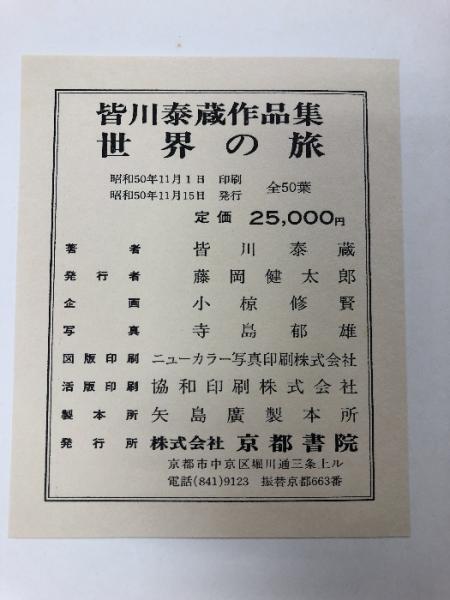 皆川泰蔵作品集
世界の旅
昭和50年11月1日 印刷
昭和50年11月15日 発行 全50葉
定価 25,000円
著者 皆川泰蔵
発行者 藤岡健太郎
企画 小椋修賢
写真 寺島郁雄
図版印刷 ニューカラー写真印刷株式会社
活版印刷 協和印刷株式会社
製本所 矢島廣製本所
発行所 株式会社 京都書院
京都市中京区堀川通三条上ル
電話(841)9123 振替京都663番